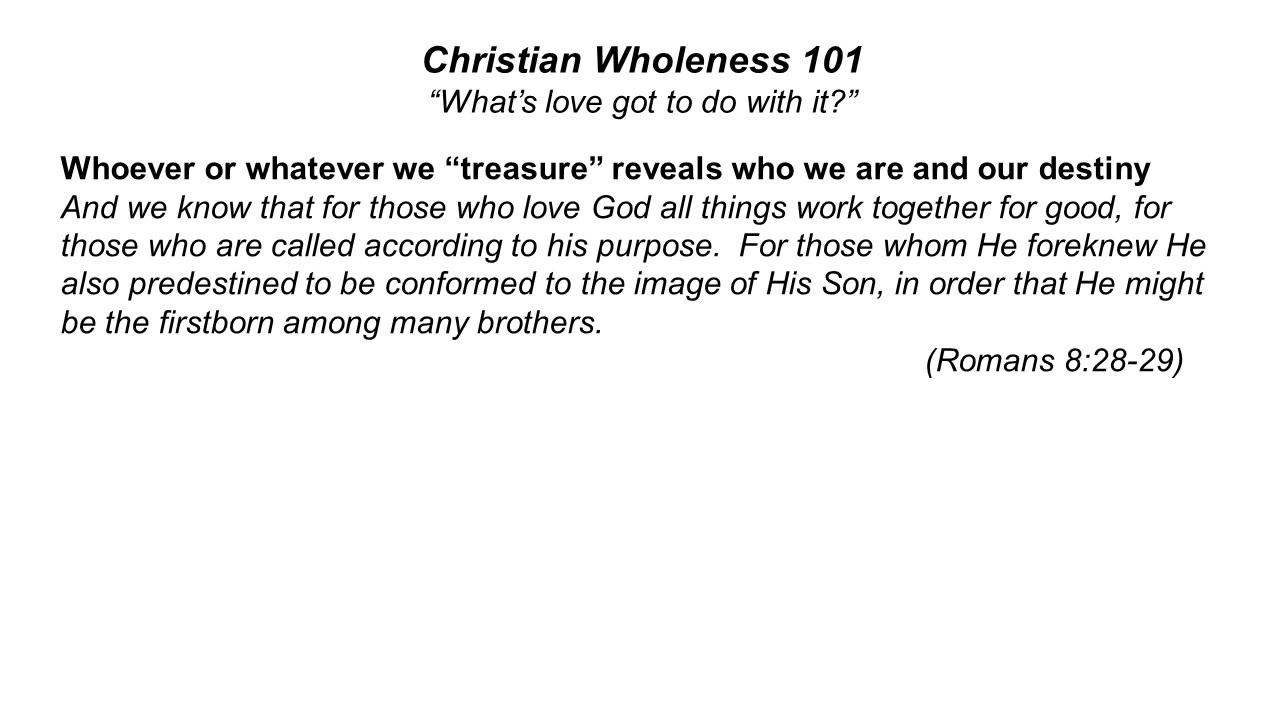 Christian Wholeness 101
“What’s love got to do with it?”
Whoever or whatever we “treasure” reveals who we are and our destiny
And we know that for those who love God all things work together for good, for
those who are called according to his purpose.  For those whom He foreknew He
also predestined to be conformed to the image of His Son, in order that He might
be the firstborn among many brothers.
(Romans 8:28-29)